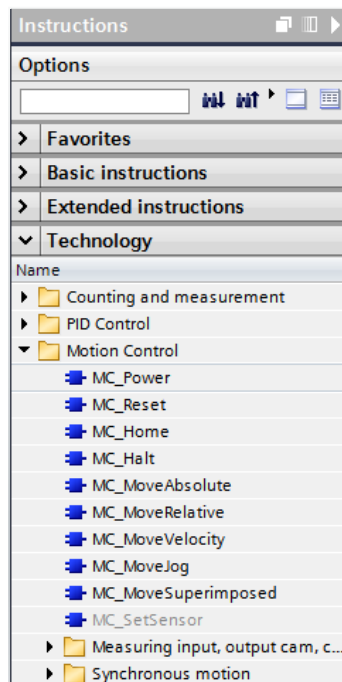 Instructions
Options
Favorites
Basic instructions
Extended instructions
Technology
Name
Counting and measurement
PID Control
Motion Control
MC_Power
MC_Reset
MC_Home
MC_Halt
MC_MoveAbsolute
MC_MoveRelative
MC_MoveVelocity
MC_MoveJog
MC_MoveSuperimposed
MC_SetSensor
Measuring input, output cam, c...
Synchronous motion